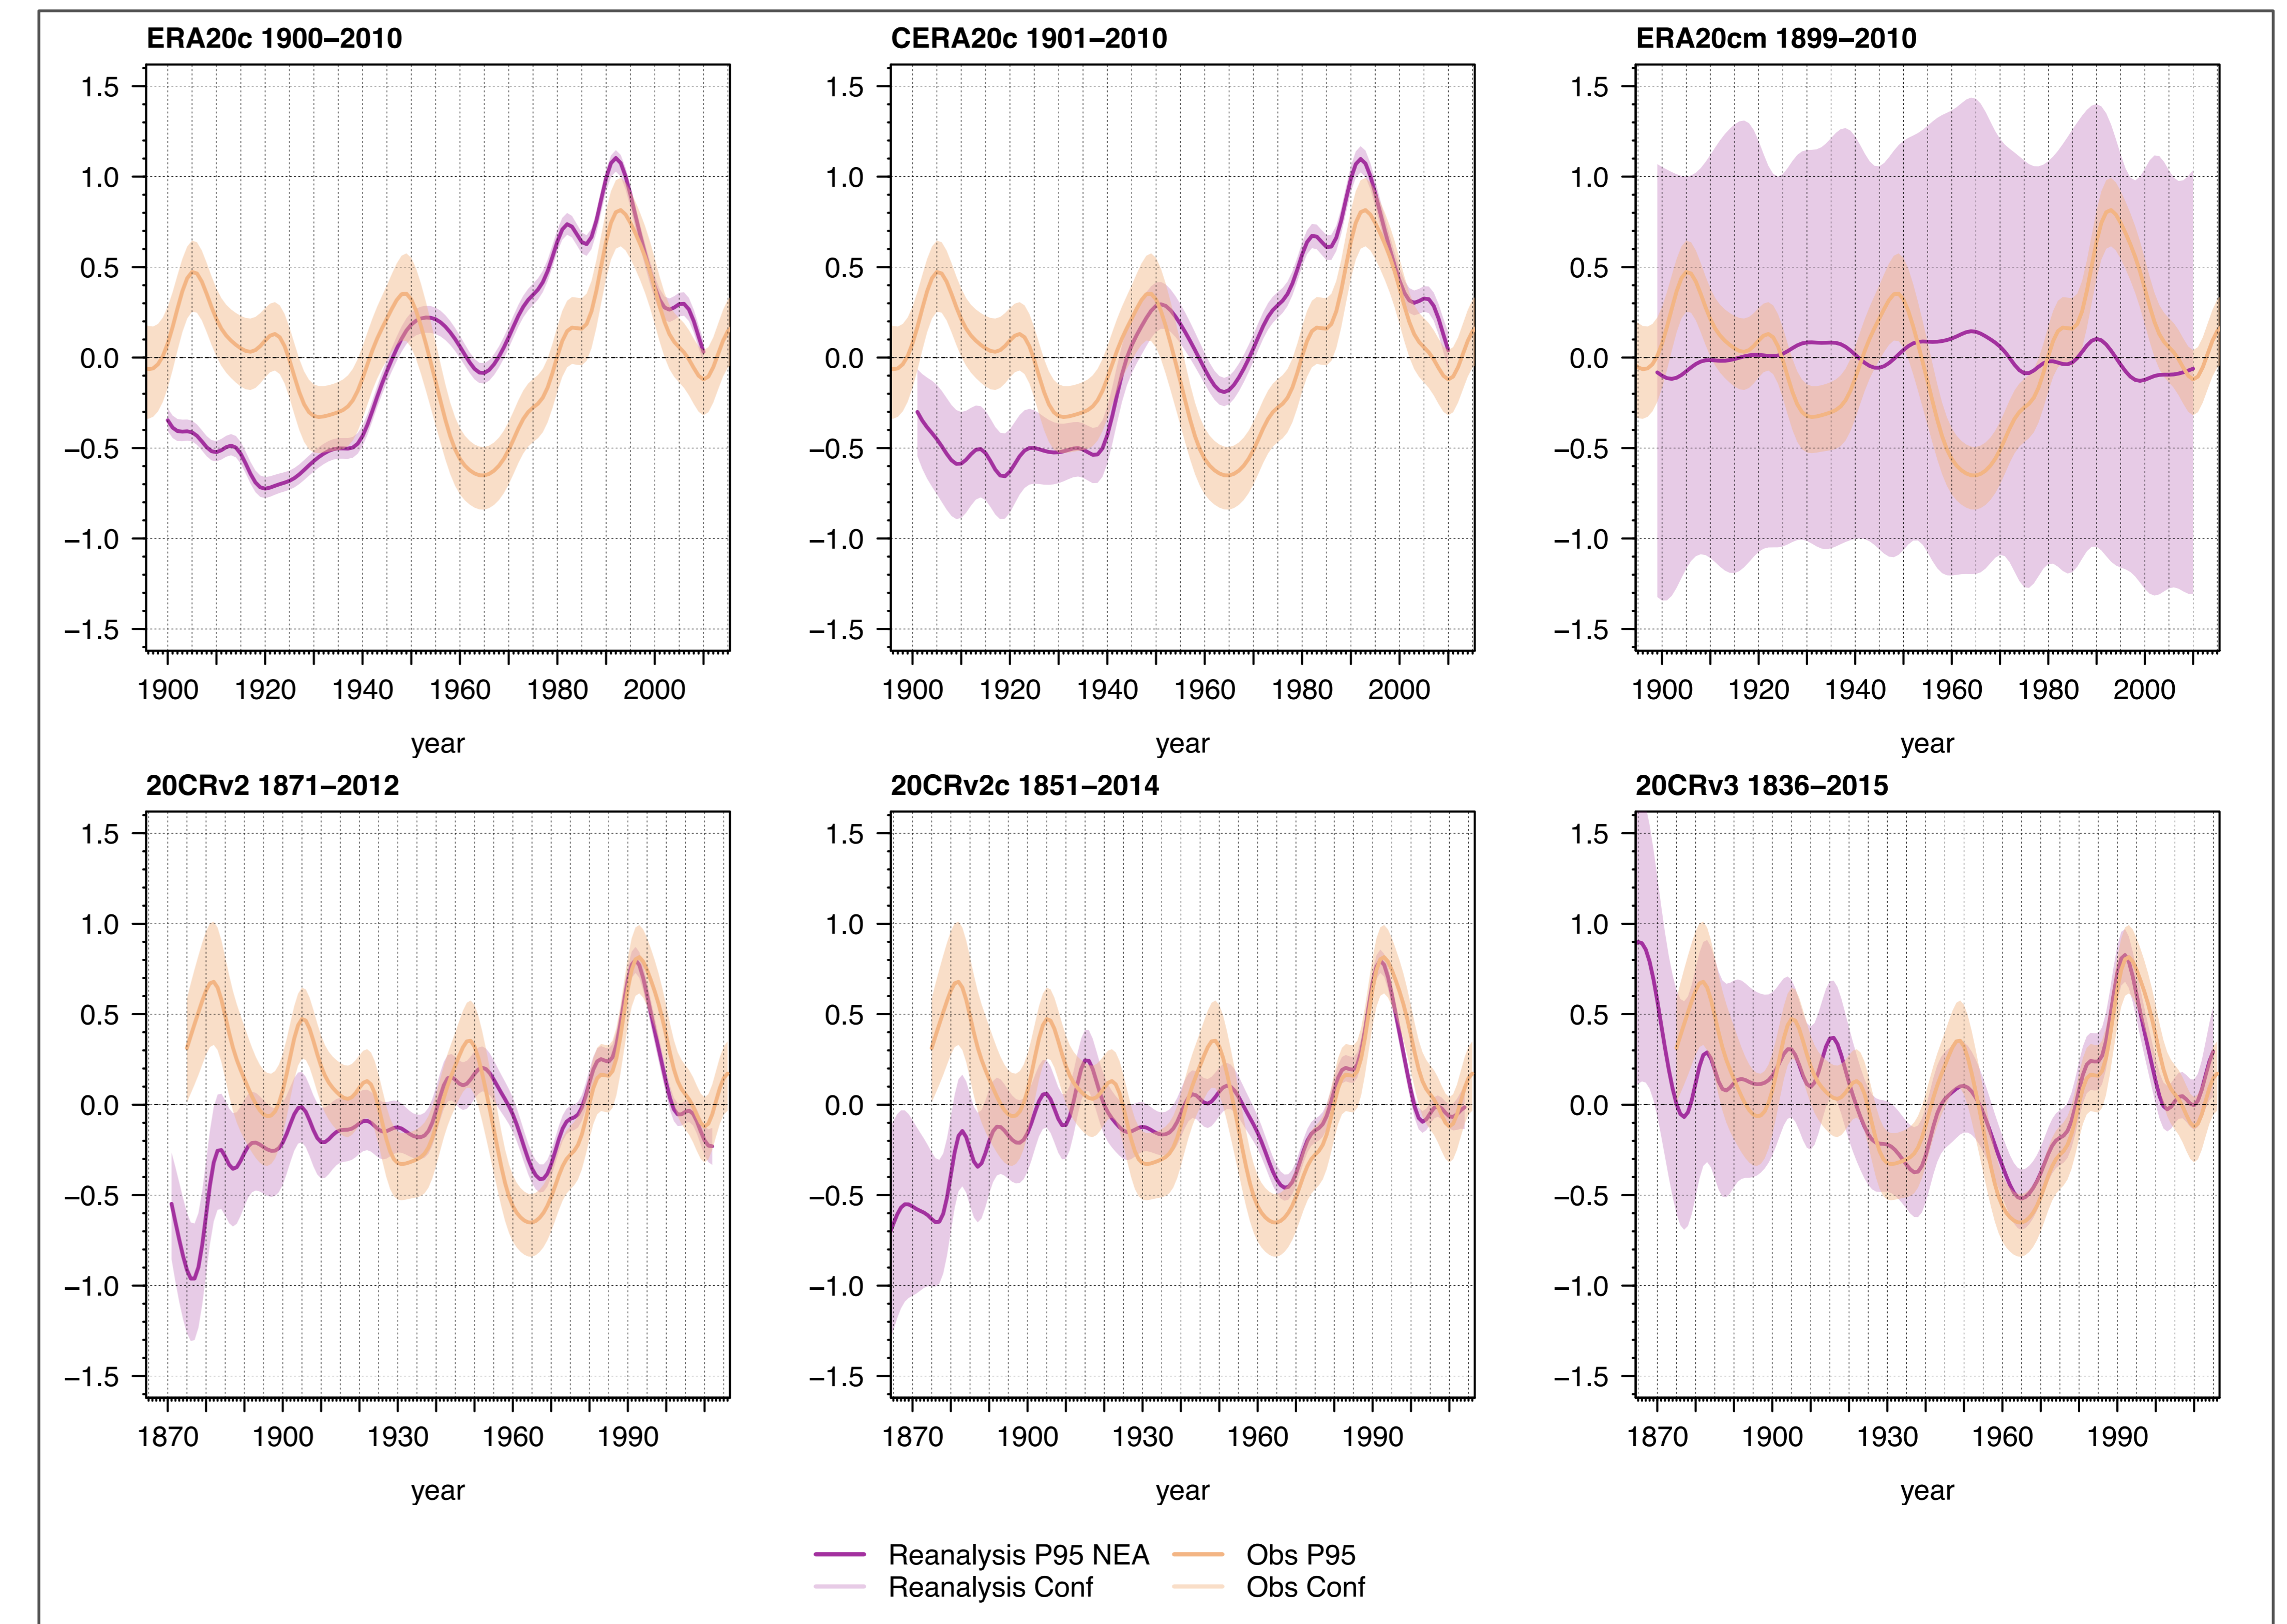 ERA20c 1900–2010
1.5
1.0
0.5
0.0
−0.5
−1.0
−1.5
1900 1920 1940 1960 1980 2000
year
CERA20c 1901–2010
1.5
1.0
0.5
0.0
−0.5
−1.0
−1.5
1900 1920 1940 1960 1980 2000
year
ERA20cm 1899–2010
1.5
1.0
0.5
0.0
−0.5
−1.0
−1.5
1900 1920 1940 1960 1980 2000
year
20CRv2 1871–2012
1.5
1.0
0.5
0.0
−0.5
−1.0
−1.5
1870 1900 1930 1960 1990
year
20CRv2c 1851–2014
1.5
1.0
0.5
0.0
−0.5
−1.0
−1.5
1870 1900 1930 1960 1990
year
20CRv3 1836–2015
1.5
1.0
0.5
0.0
−0.5
−1.0
−1.5
1870 1900 1930 1960 1990
year
Reanalysis P95 NEA Obs P95
Reanalysis Conf Obs Conf